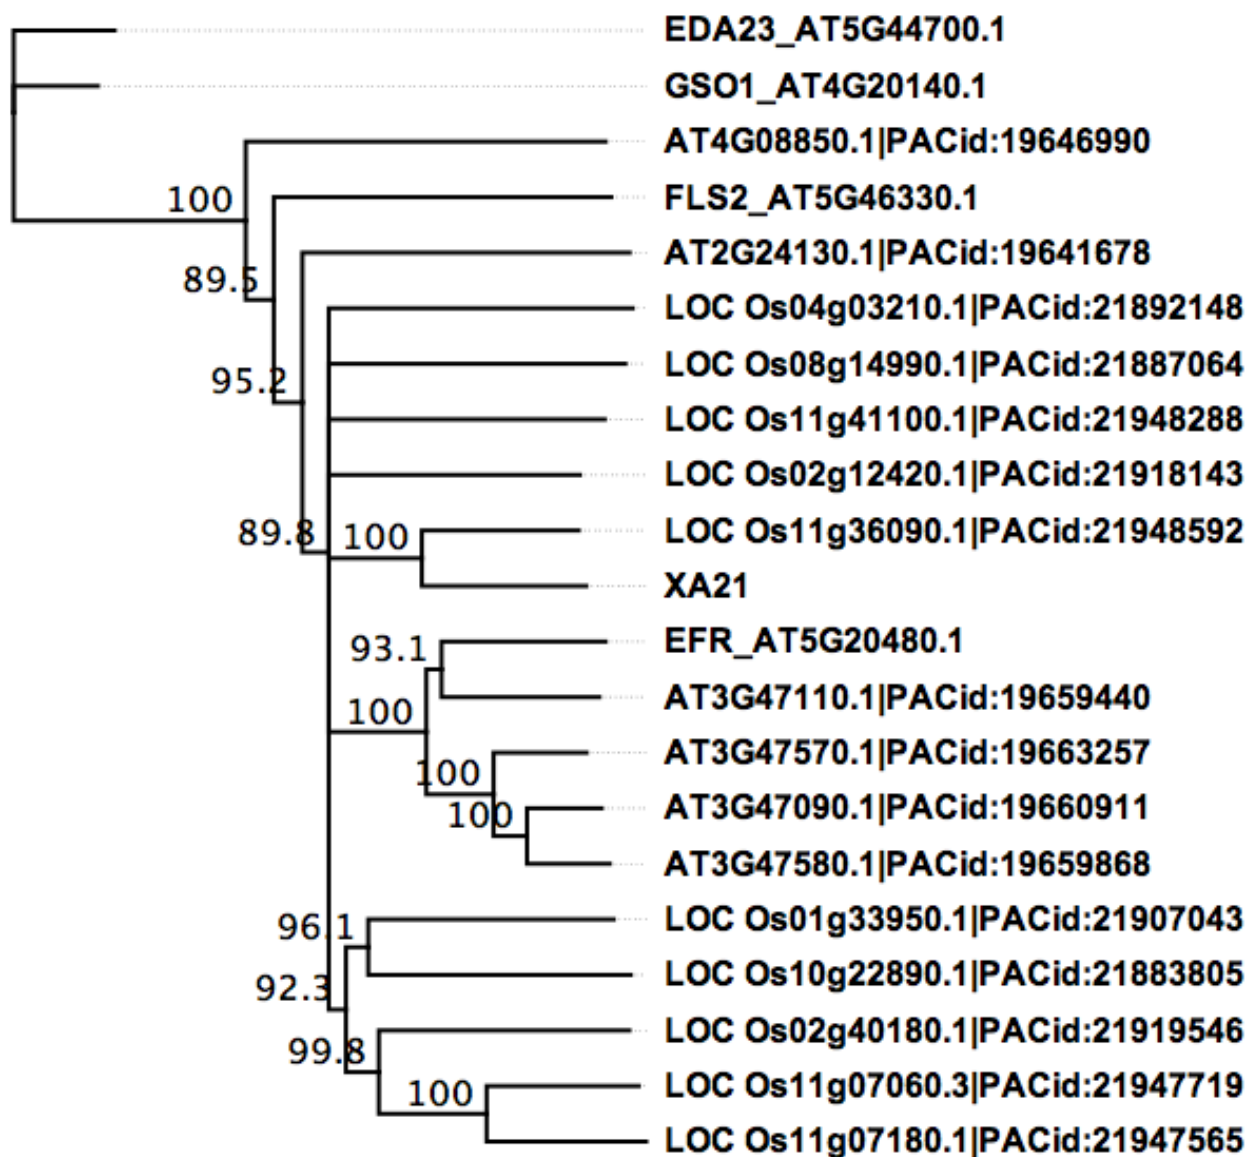 EDA23_AT5G44700.1
GSO1_AT4G20140.1
AT4G08850.1|PACid:19646990
100
FLS2_AT5G46330.1
AT2G24130.1|PACid:19641678
89.5
LOC Os04g03210.1|PACid:21892148
LOC Os08g14990.1|PACid:21887064
95.2
LOC Os11g41100.1|PACid:21948288
LOC Os02g12420.1|PACid:21918143
LOC Os11g36090.1|PACid:21948592
89.8
100
XA21
EFR_AT5G20480.1
93.1
AT3G47110.1|PACid:19659440
100
AT3G47570.1|PACid:19663257
100
AT3G47090.1|PACid:19660911
100
AT3G47580.1|PACid:19659868
LOC Os01g33950.1|PACid:21907043
96.1
LOC Os10g22890.1|PACid:21883805
92.3
LOC Os02g40180.1|PACid:21919546
99.8
LOC Os11g07060.3|PACid:21947719
100
LOC Os11g07180.1|PACid:21947565